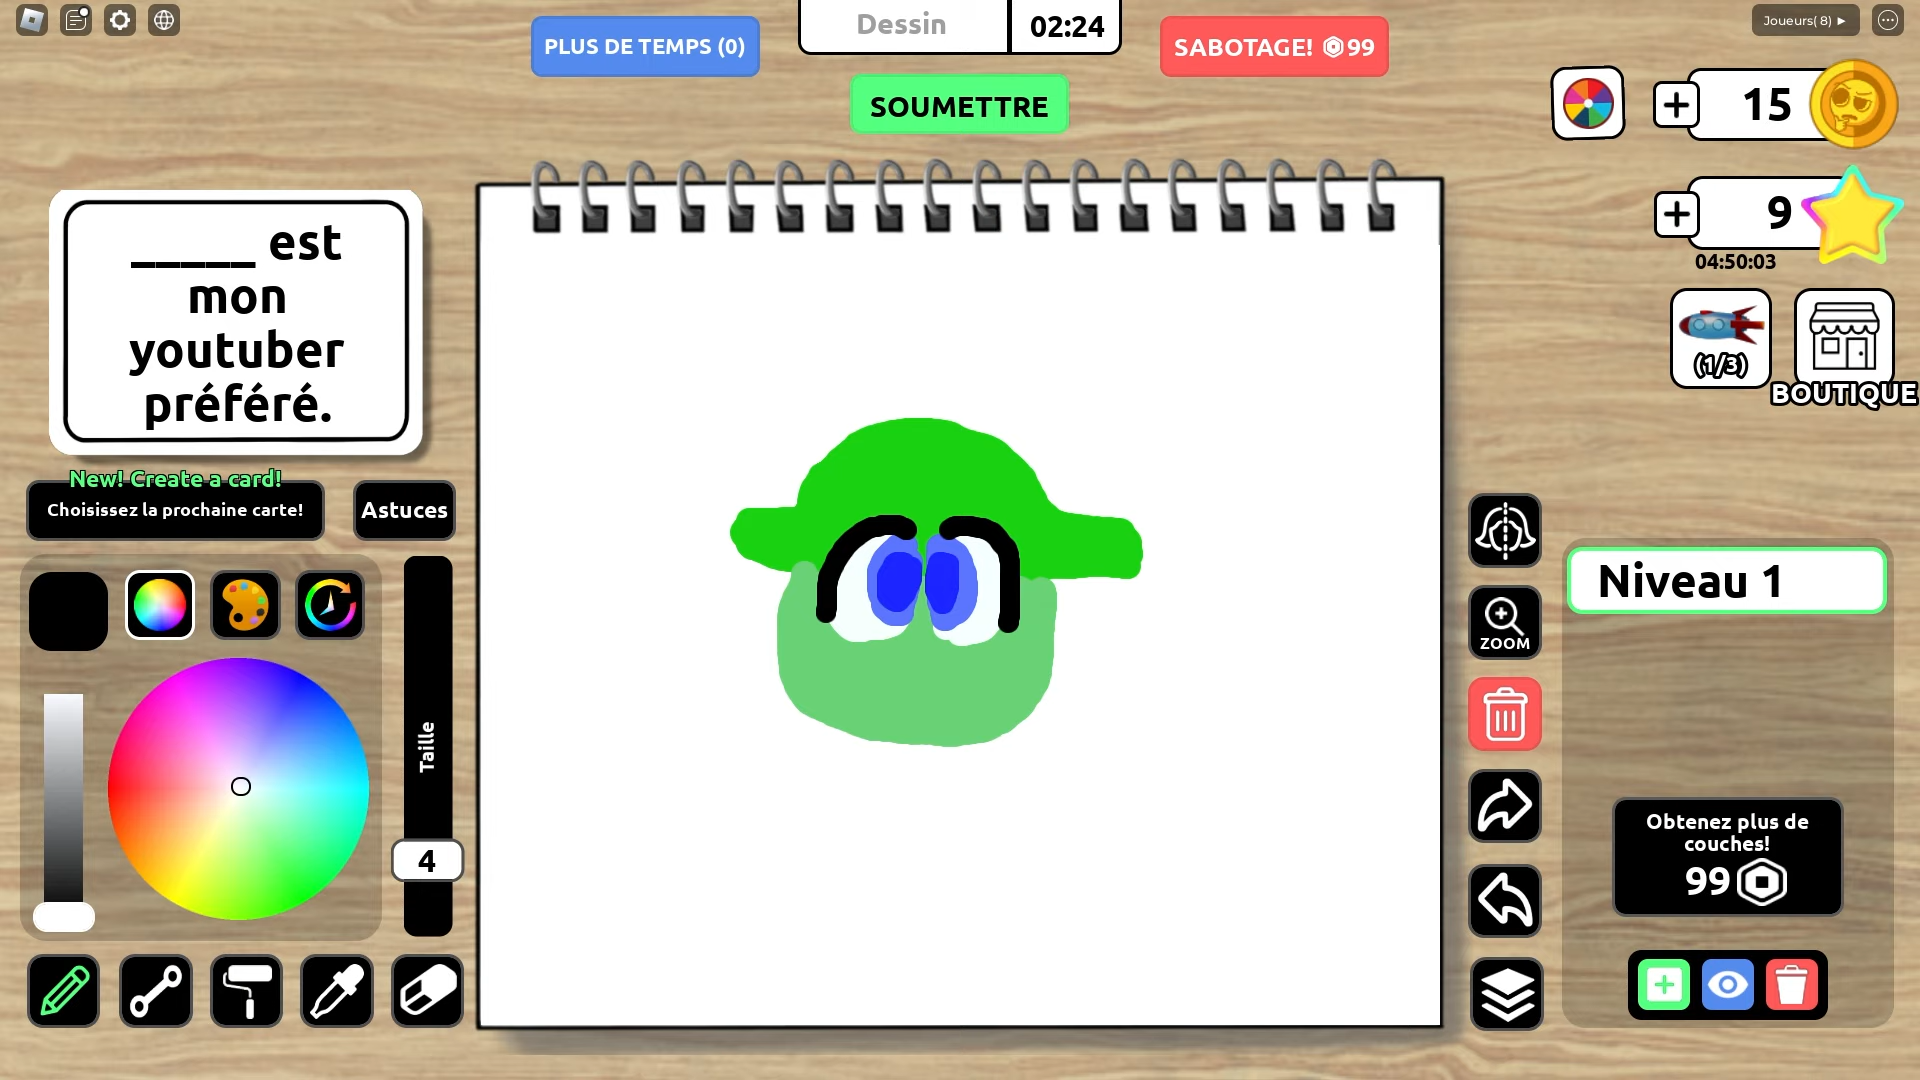 Joueurs( 8) ►
PLUS DE TEMPS (0)
Dessin
02:24
SABOTAGE! 99
SOUMETTRE
15
9
04:50:03
(1/3)
BOUTIQUE
_____ est
mon
youtuber
préféré.
New! Create a card!
Choisissez la prochaine carte!
Astuces
Taille
4
ZOOM
Niveau 1
Obtenez plus de
couches!
99